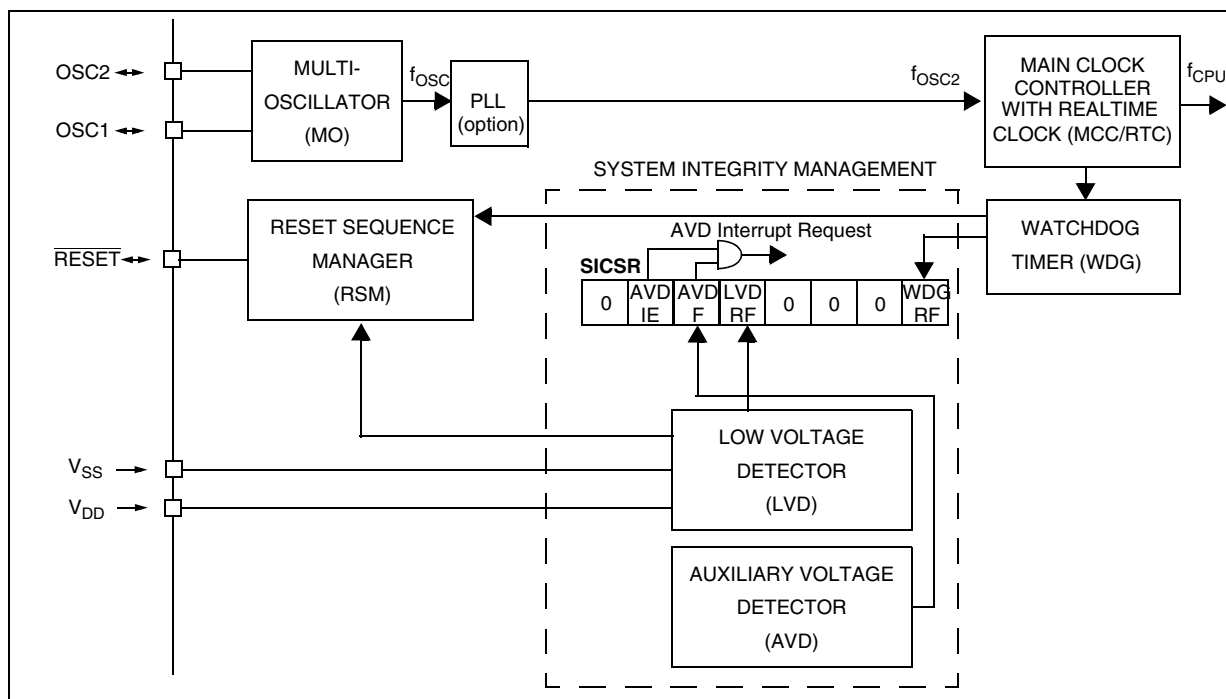 OSC2
OSC1
MULTI-
OSCILLATOR
(MO)
fOSC
PLL
(option)
fOSC2
MAIN CLOCK
CONTROLLER
WITH REALTIME
CLOCK (MCC/RTC)
fCPU
SYSTEM INTEGRITY MANAGEMENT
RESET
RESET SEQUENCE
MANAGER
(RSM)
AVD Interrupt Request
WATCHDOG
TIMER (WDG)
SICSR
0
AVD
IE
AVD
F
LVD
RF
0
0
0
WDG
RF
VSS
VDD
LOW VOLTAGE
DETECTOR
(LVD)
AUXILIARY VOLTAGE
DETECTOR
(AVD)